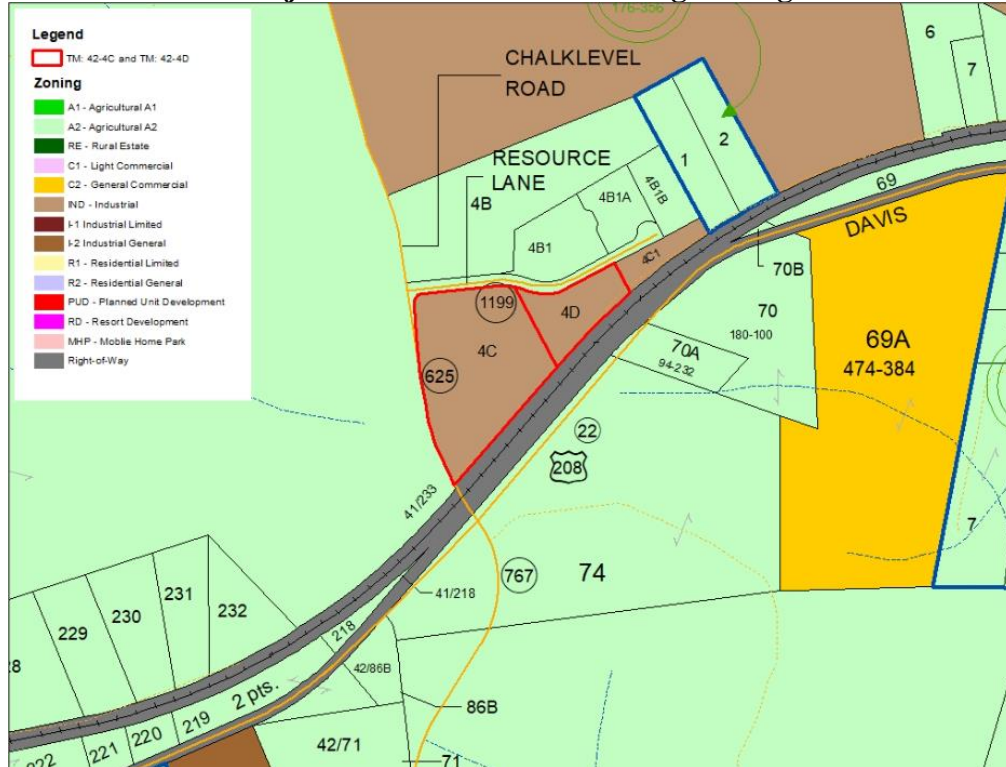 176-356
Legend
TM: 42-4C and TM: 42-4D
Zoning
A1 - Agricultural A1
A2 - Agricultural A2
RE - Rural Estate
C1 - Light Commercial
C2 - General Commercial
IND - Industrial
I-1 Industrial Limited
I-2 Industrial General
R1 - Residential Limited
R2 - Residential General
PUD - Planned Unit Development
RD - Resort Development
MHP - Moblie Home Park
Right-of-Way
CHALKLEVEL
ROAD
6
7
RESOURCE
LANE
1
2
4B
4B1A
4B1B
4B1
69
DAVIS
4C1
70B
1199
4D
70
180-100
69A
474-384
4C
70A
94-232
625
22
208
41/233
7
767
74
41/218
229
230
231
232
218
42/86B
86B
2 pts.
219
220
221
222
42/71
71